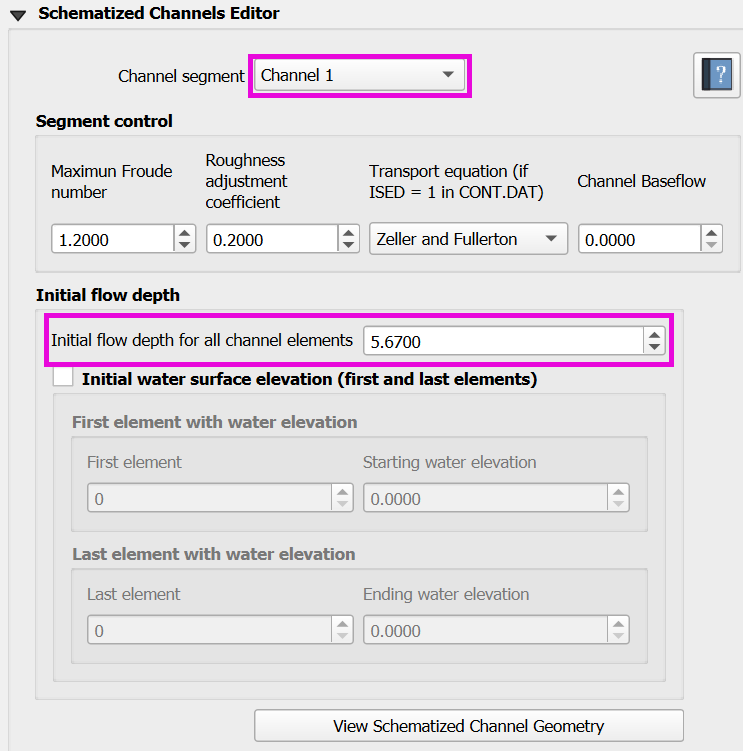 Schematized Channels Editor
Channel segment Channel 1
?
Segment control
Maximun Froude
number
Roughness
adjustment
coefficient
Transport equation (if
ISED = 1 in CONT.DAT)
Channel Baseflow
1.2000 0.2000 Zeller and Fullerton 0.0000
Initial flow depth
Initial flow depth for all channel elements 5.6700
Initial water surface elevation (first and last elements)
First element with water elevation
First element Starting water elevation
0 0.0000
Last element with water elevation
Last element Ending water elevation
0 0.0000
View Schematized Channel Geometry